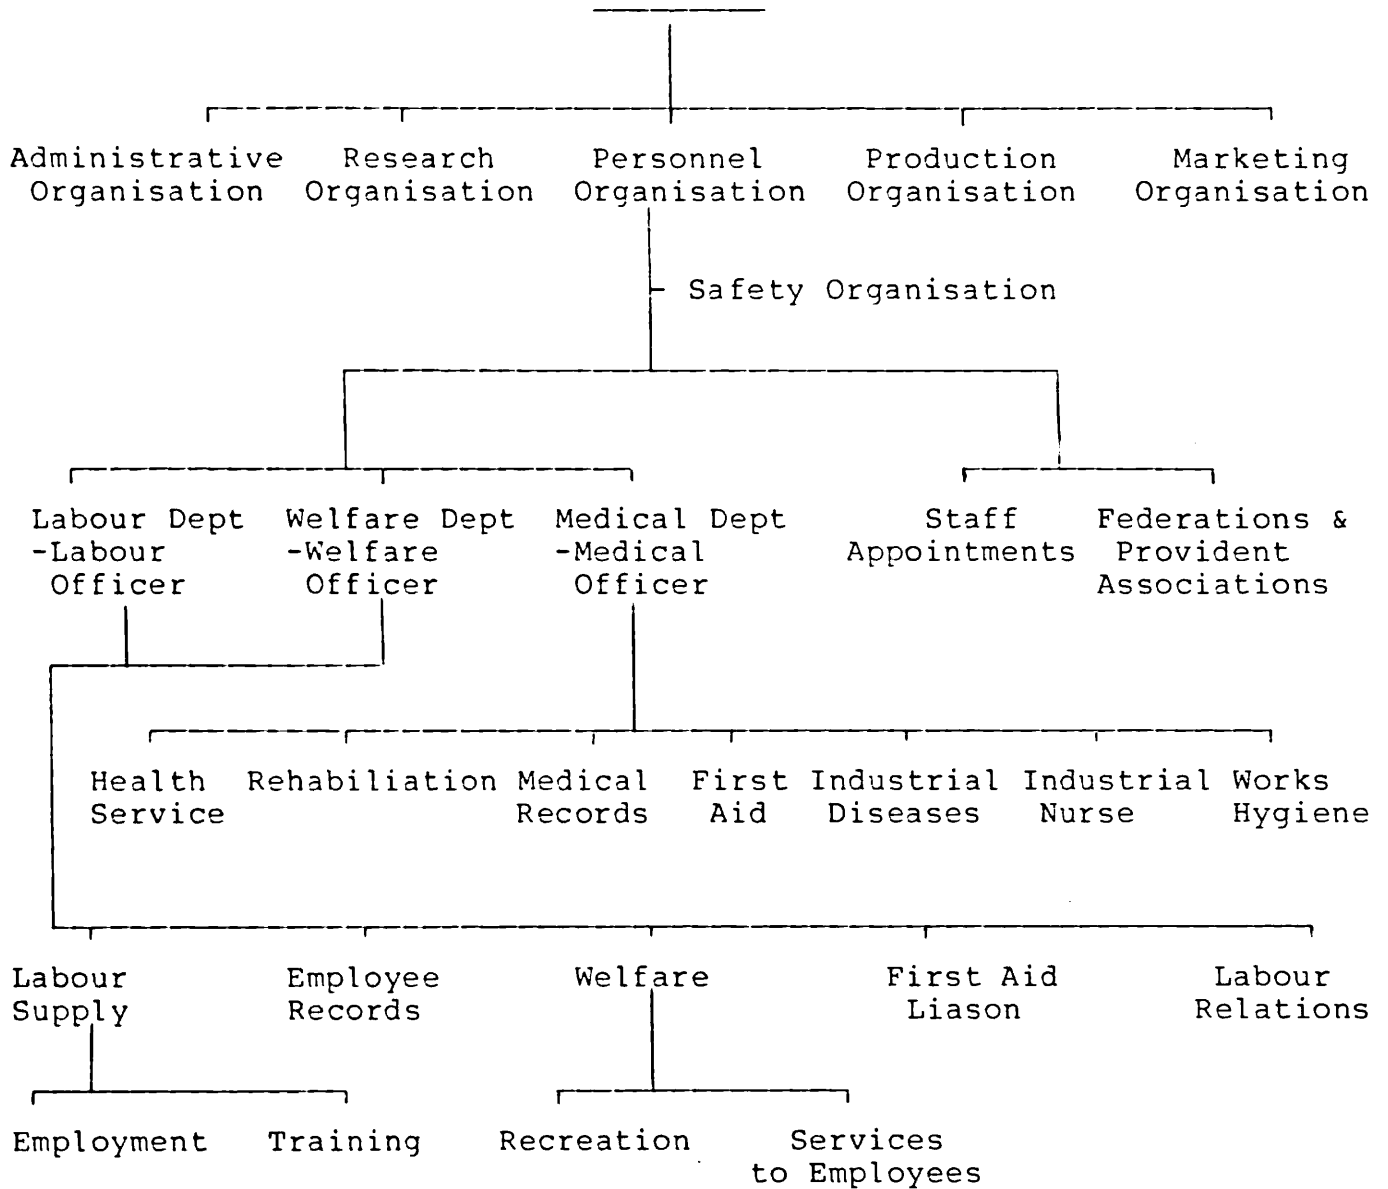 Administrative Organisation
Research Organisation
Personnel Organisation
Production Organisation
Marketing Organisation
Safety Organisation
Labour Dept
-Labour
Officer
Welfare Dept
-Welfare
Officer
Medical Dept
-Medical
Officer
Staff
Appointments
Federations &
Provident
Associations
Health
Service
Rehabiliation
Medical
Records
First
Aid
Industrial
Diseases
Industrial
Nurse
Works
Hygiene
Labour
Supply
Employee
Records
Welfare
First Aid
Liason
Labour
Relations
Employment
Training
Recreation
Services
to Employees